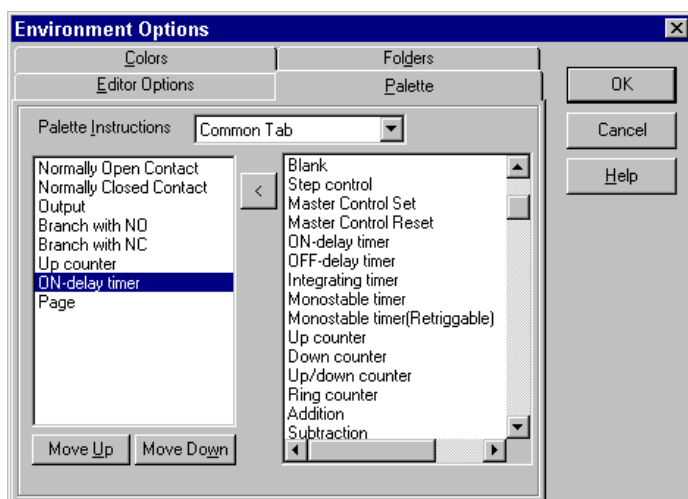 Environment Options
Colors
Folders
Editor Options
Palette
OK
Cancel
Help
Palette Instructions
Common Tab
Normally Open Contact
Normally Closed Contact
Output
Branch with NO
Branch with NC
Up counter
ON-delay timer
Page
<
Blank
Step control
Master Control Set
Master Control Reset
ON-delay timer
OFF-delay timer
Integrating timer
Monostable timer
Monostable timer(Retriggable)
Up counter
Down counter
Up/down counter
Ring counter
Addition
Subtraction
Move Up
Move Down